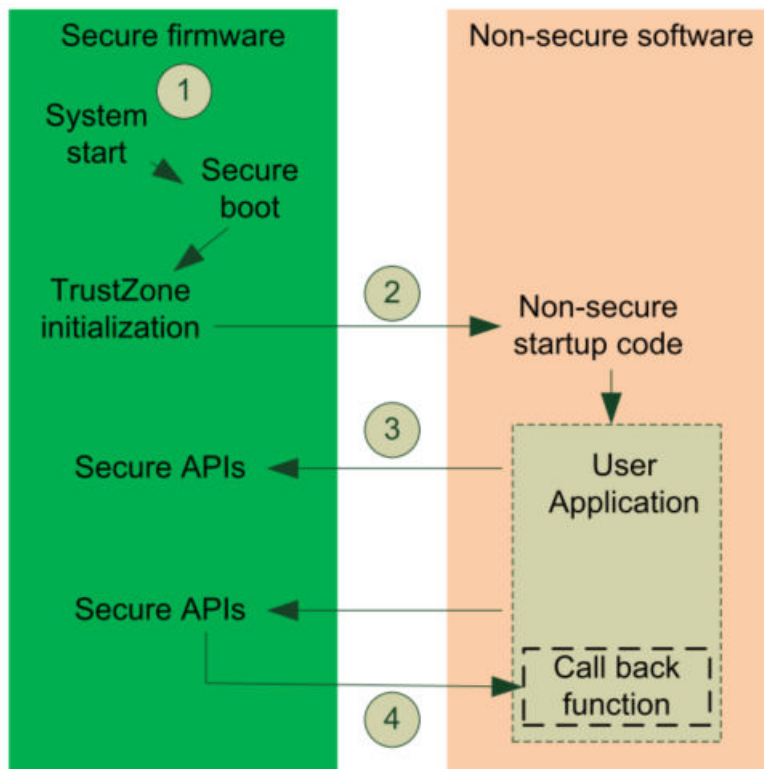 Secure firmware
Non-secure software
1
System
start
Secure
boot
TrustZone
initialization
2
Non-secure
startup code
3
Secure APIs
User
Application
Secure APIs
Call back
function
4